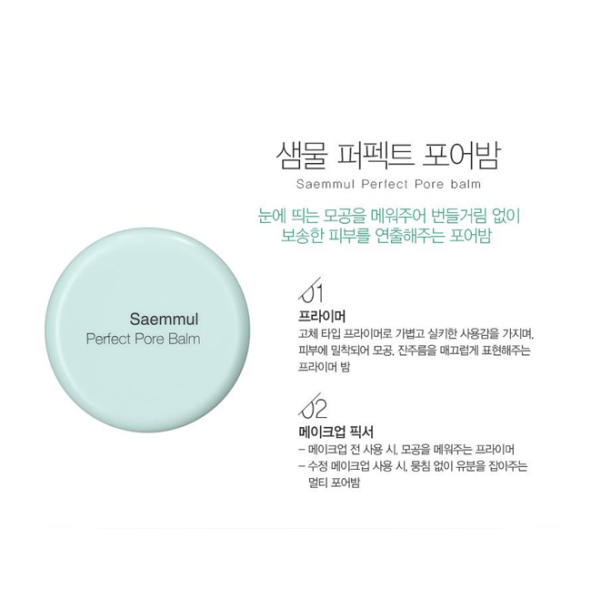 샘물 퍼펙트 포어밤
Saemmul Perfect Pore balm
눈에 띄는 모공을 메워주어 번들거림 없이
보송한 피부를 연출해주는 포어밤
Saemmul
Perfect Pore Balm
01
프라이머
고체 타입 프라이머로 가볍고 실키한 사용감을 가지며,
피부에 밀착되어 모공, 잔주름을 매끄럽게 표현해주는
프라이머 밤
02
메이크업 픽서
– 메이크업 전 사용 시, 모공을 메워주는 프라이머
– 수정 메이크업 사용 시, 뭉침 없이 유분을 잡아주는
멀티 포어밤